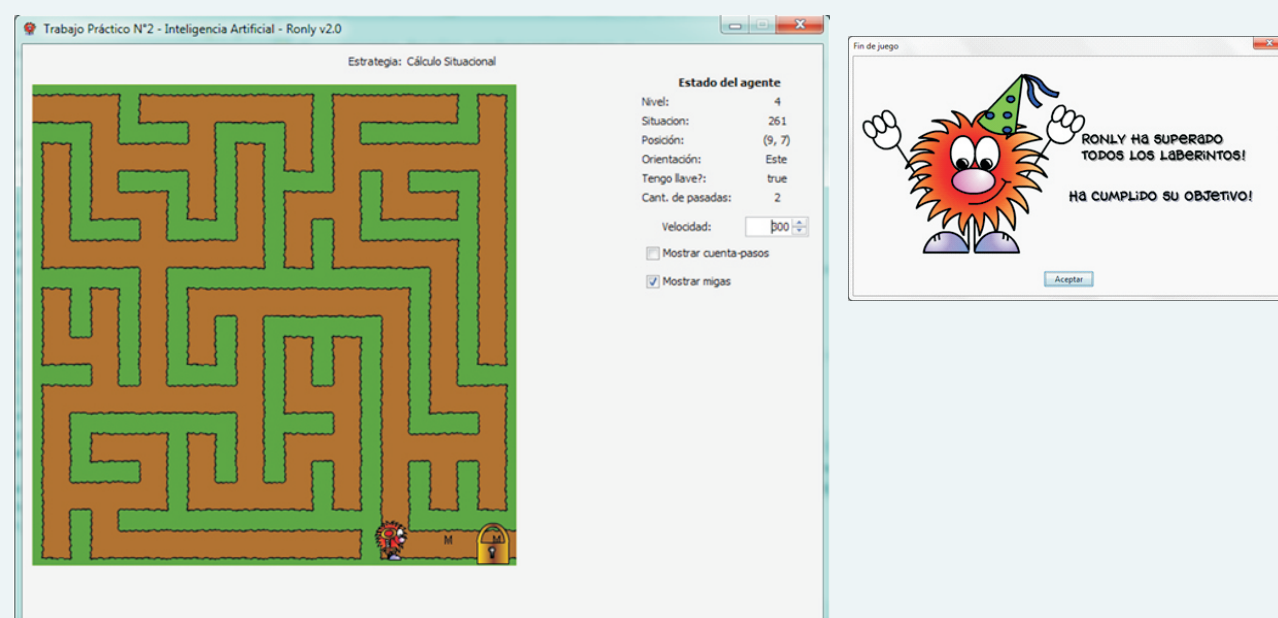 Trabajo Práctico N°2 - Inteligencia Artificial - Ronly v2.0
Estrategia: Cálculo Situacional
Estado del agente
Nivel: 4
Situacion: 261
Posición: (9, 7)
Orientación: Este
Tengo llave?: true
Cant. de pasadas: 2
Velocidad: 300
Mostrar cuenta-pasos
Mostrar migas
M M
Fin de juego
RONLY HA SUPERADO
TODOS LOS LABERINTOS!
HA CUMPLIDO SU OBJETIVO!
Aceptar